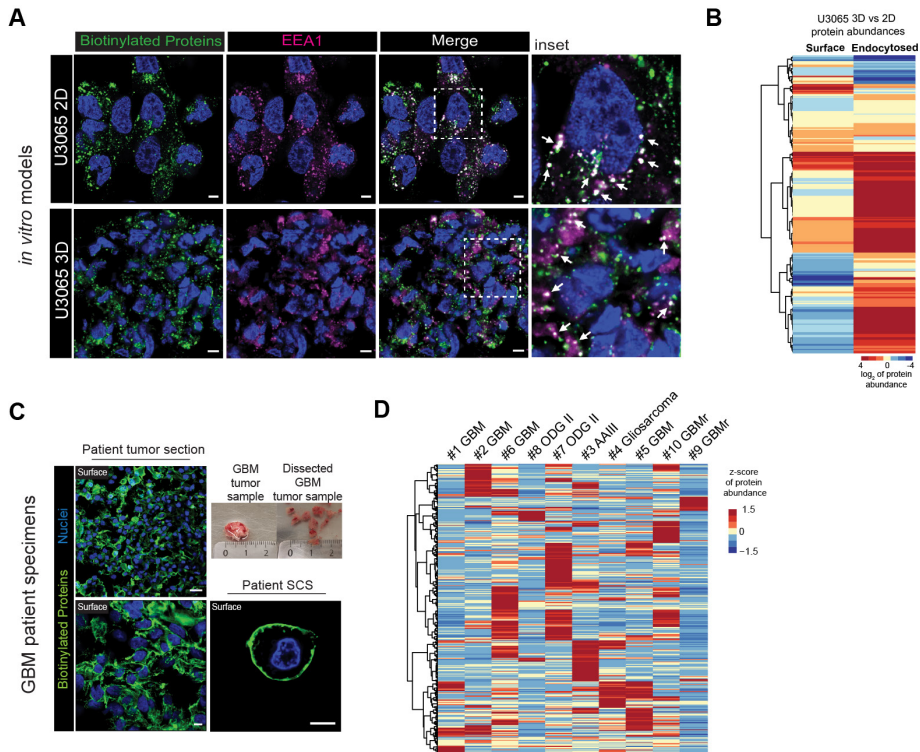 A
Biotinylated Proteins
EEA1
Merge
inset
in vitro models
U3065 2D
U3065 3D
B
U3065 3D vs 2D
protein abundances
Surface
Endocytosed
4 2 0 -2 -4
log2 of protein
abundance
C
GBM patient specimens
Patient tumor section
Biotinylated Proteins
Nuclei
Surface
Surface
GBM
tumor
sample
Dissected
GBM
tumor sample
0 1 2
0 1 2
Patient SCS
Surface
D
#1 GBM
#2 GBM
#6 GBM
#8 ODG II
#7 ODG II
#3 AAIII
#4 Gliosarcoma
#5 GBM
#10 GBMr
#9 GBMr
z-score
of protein
abundance
1.5
0
−1.5